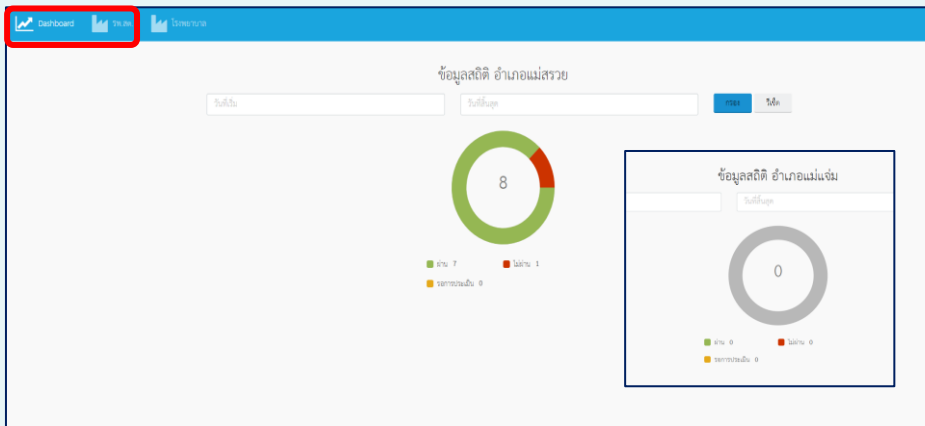 Dashboard รพ.สต. โรงพยาบาล
ข้อมูลสถิติ อำเภอแม่สรวย
วันที่เริ่ม วันที่สิ้นสุด กรอง รีเซ็ต
8
ผ่าน 7 ไม่ผ่าน 1
รอการประเมิน 0
ข้อมูลสถิติ อำเภอแม่แจ่ม
วันที่สิ้นสุด
0
ผ่าน 0 ไม่ผ่าน 0
รอการประเมิน 0